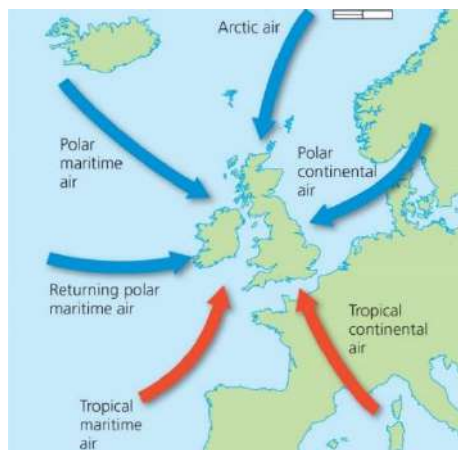 Arctic air
Polar
maritime
air
Polar
continental
air
Returning polar
maritime air
Tropical
continental
air
Tropical
maritime
air